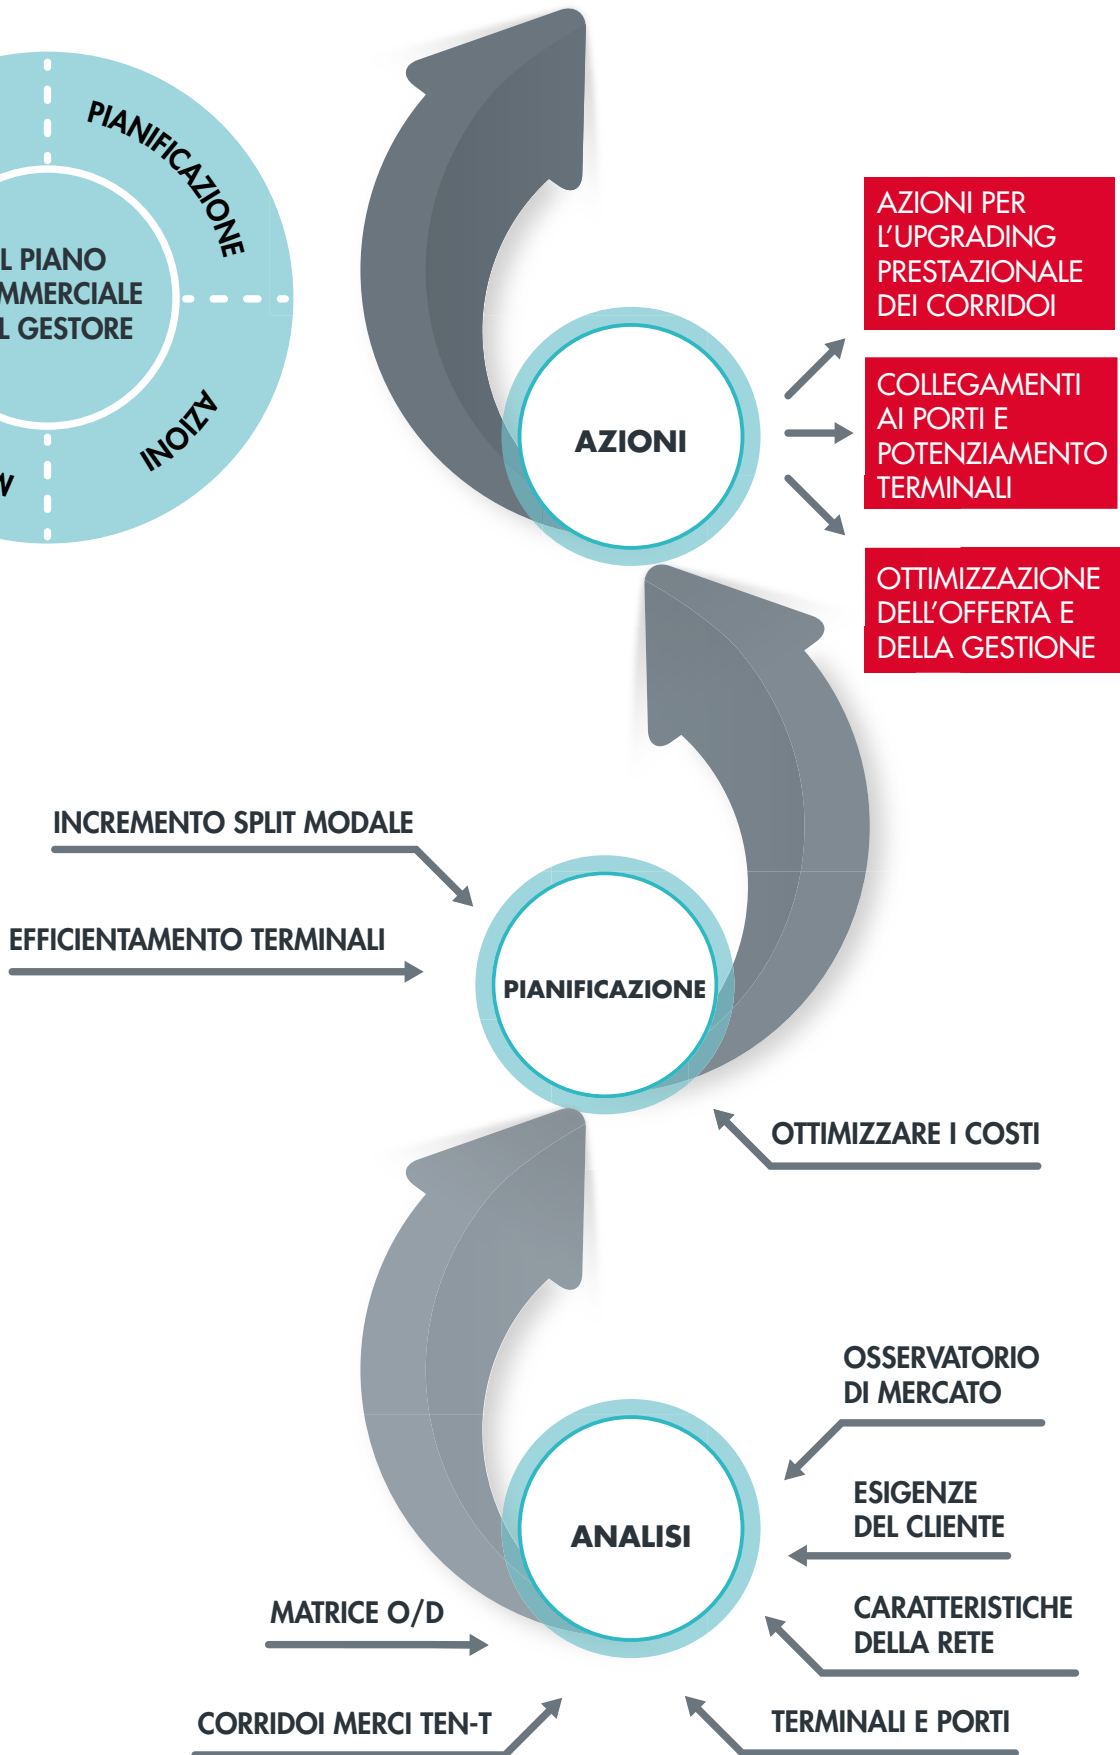 PIANIFICAZIONE
L PIANO
MMERCIALE
L GESTORE
AZIONI
AZIONI PER
L'UPGRADING
PRESTAZIONALE
DEI CORRIDOI
AZIONI
COLLEGAMENTI
AI PORTI E
POTENZIAMENTO
TERMINALI
OTTIMIZZAZIONE
DELL'OFFERTA E
DELLA GESTIONE
INCREMENTO SPLIT MODALE
EFFICIENTAMENTO TERMINALI
PIANIFICAZIONE
OTTIMIZZARE I COSTI
OSSERVATORIO
DI MERCATO
ESIGENZE
DEL CLIENTE
ANALISI
MATRICE O/D
CARATTERISTICHE
DELLA RETE
CORRIDOI MERCI TEN-T
TERMINALI E PORTI